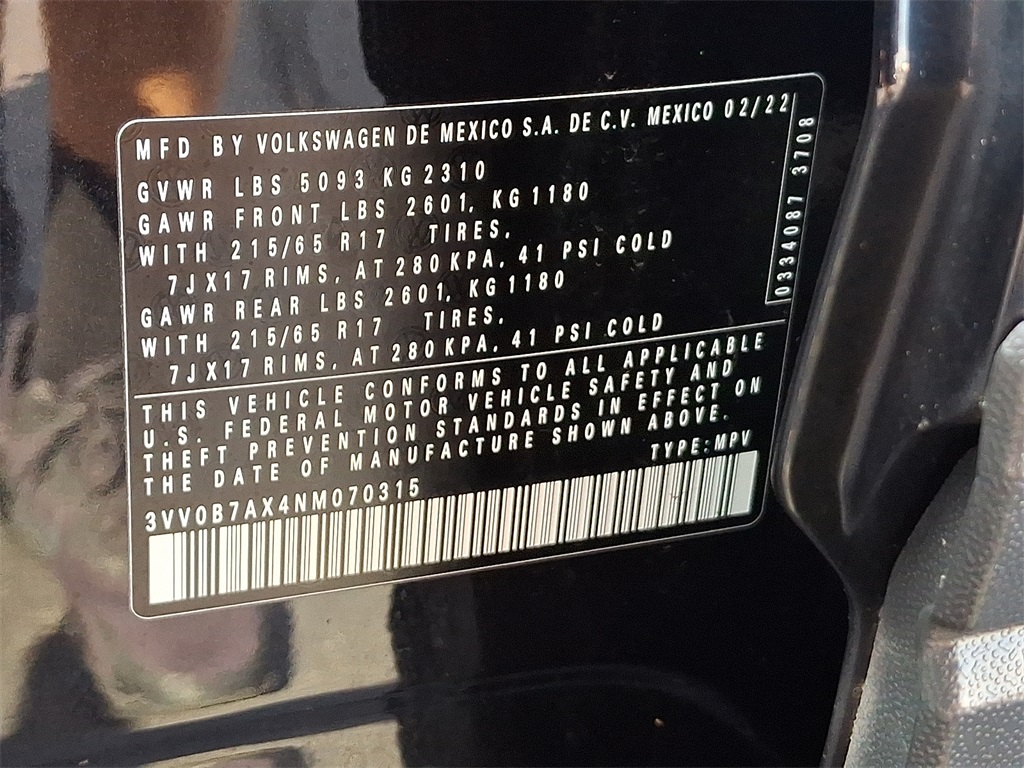 MFD BY VOLKSWAGEN DE MEXICO S.A. DE C.V. MEXICO 02/22
GVWR LBS 5093 KG 2310
GAWR FRONT LBS 2601, KG 1180
WITH 215/65 R17 TIRES,
7JX17 RIMS, AT 280 KPA, 41 PSI COLD
GAWR REAR LBS 2601, KG 1180
WITH 215/65 R17 TIRES,
7JX17 RIMS, AT 280 KPA, 41 PSI COLD
0334087 3708
THIS VEHICLE CONFORMS TO ALL APPLICABLE
U.S. FEDERAL MOTOR VEHICLE SAFETY AND
THEFT PREVENTION STANDARDS IN EFFECT ON
THE DATE OF MANUFACTURE SHOWN ABOVE.
TYPE:MPV
3VV0B7AX4NM070315